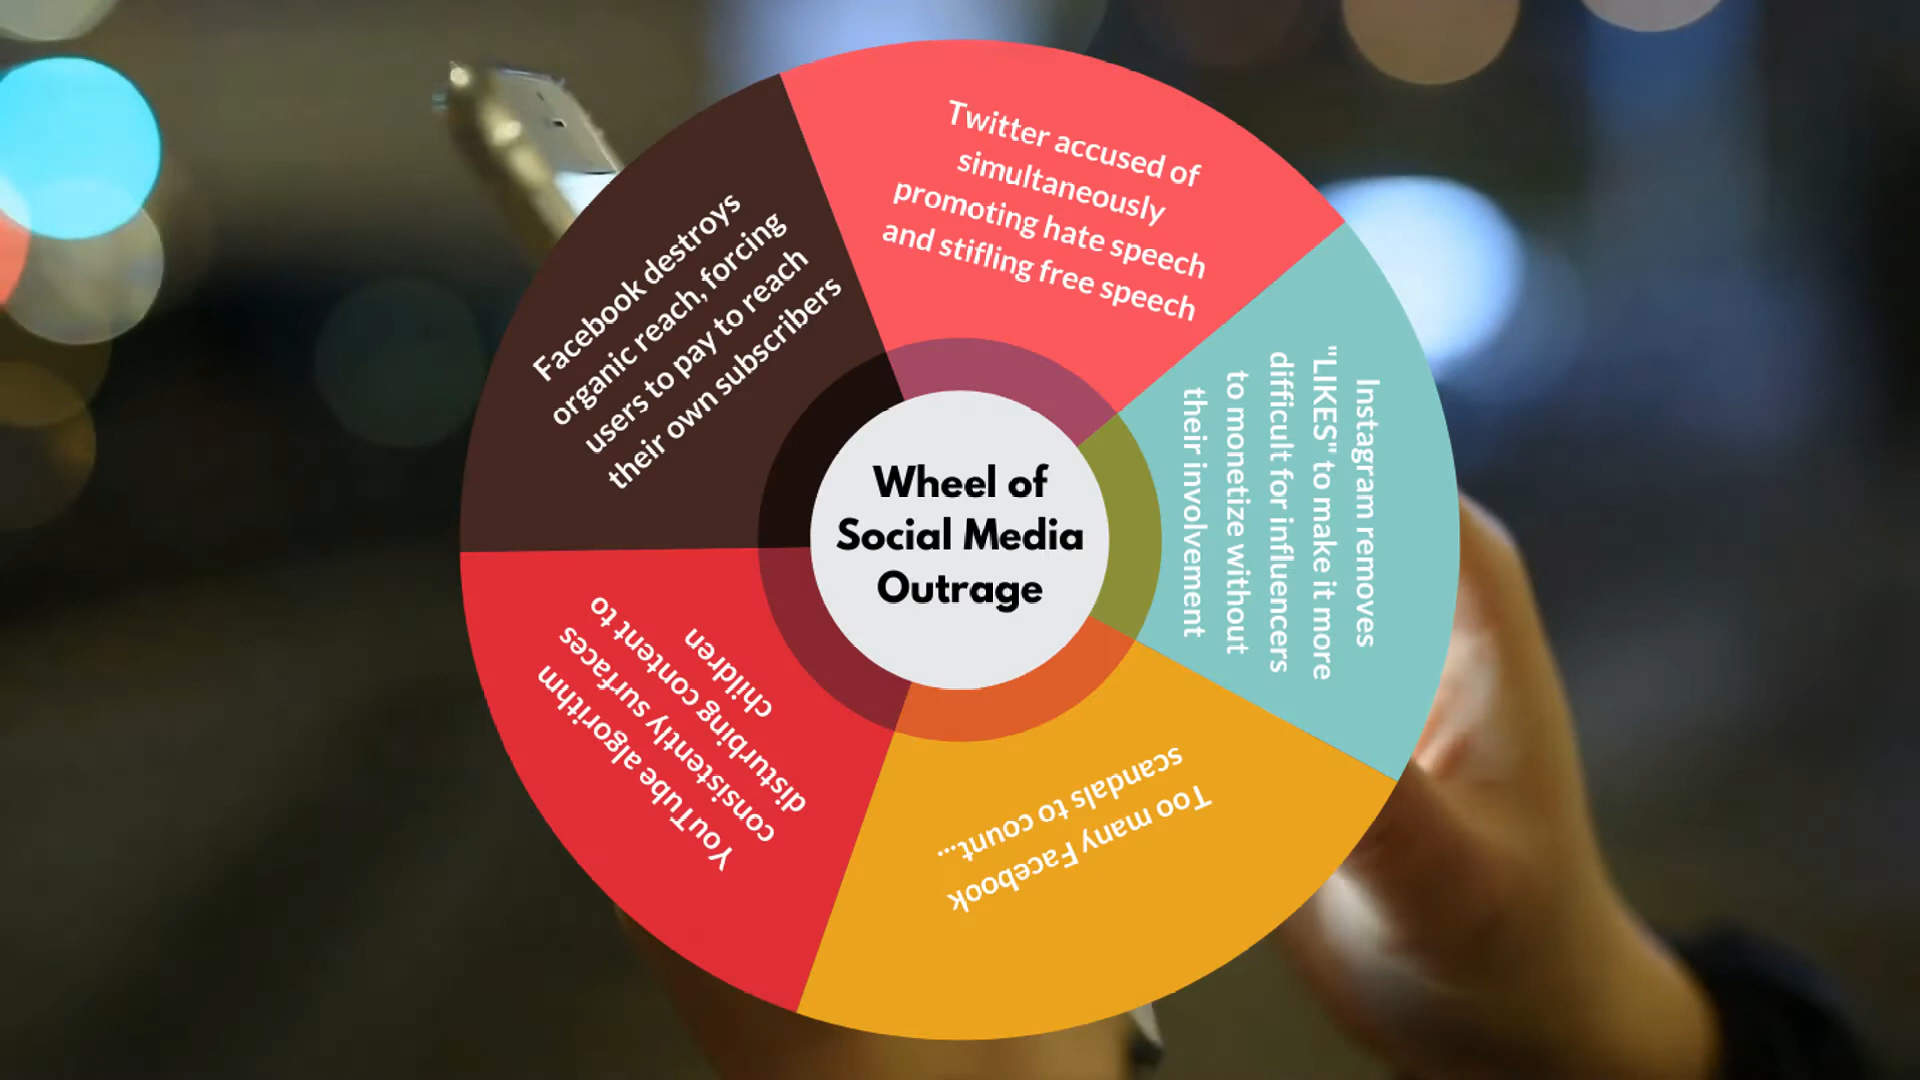 Wheel of
Social Media
Outrage
Twitter accused of
simultaneously
promoting hate speech
and stifling free speech
Instagram removes
"LIKES" to make it more
difficult for influencers
to monetize without
their involvement
Too many Facebook
scandals to count...
YouTube algorithm
consistently surfaces
disturbing content to
children
Facebook destroys
organic reach, forcing
users to pay to reach
their own subscribers